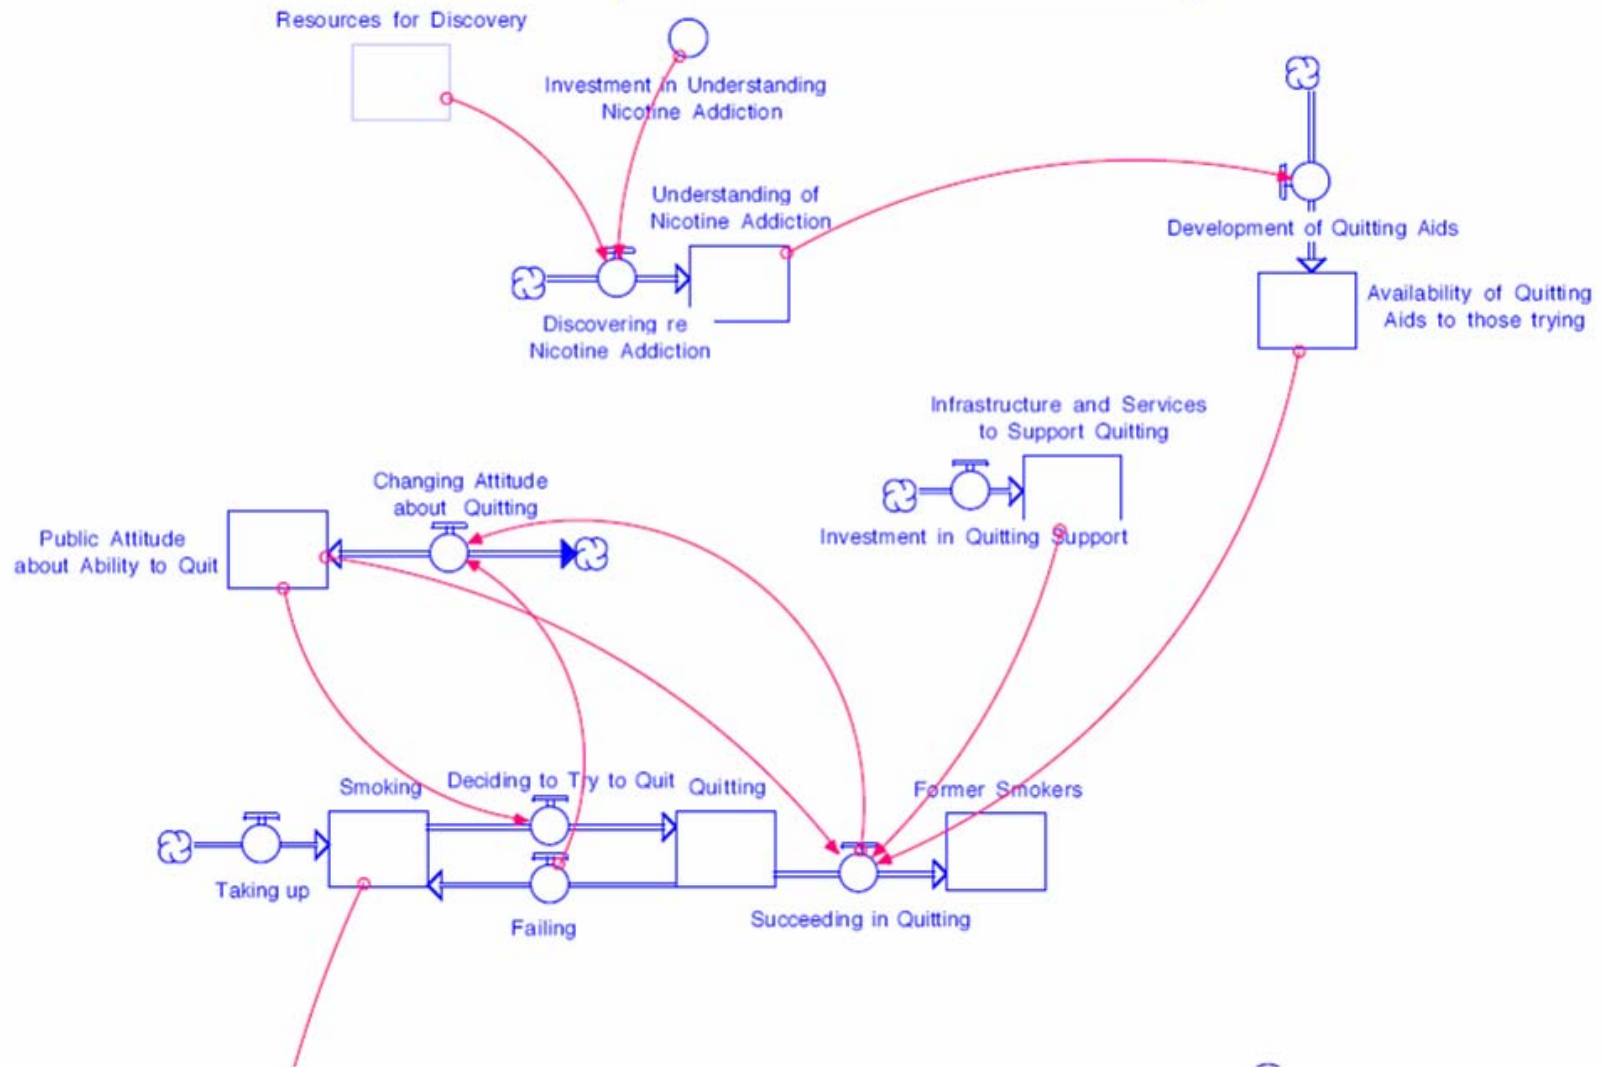 Resources for Discovery
Investment in Understanding
Nicotine Addiction
Understanding of
Nicotine Addiction
Development of Quitting Aids
Discovering re
Nicotine Addiction
Availability of Quitting
Aids to those trying
Infrastructure and Services
to Support Quitting
Changing Attitude
about Quitting
Public Attitude
about Ability to Quit
Investment in Quitting Support
Smoking
Deciding to Try to Quit
Quitting
Former Smokers
Taking up
Failing
Succeeding in Quitting